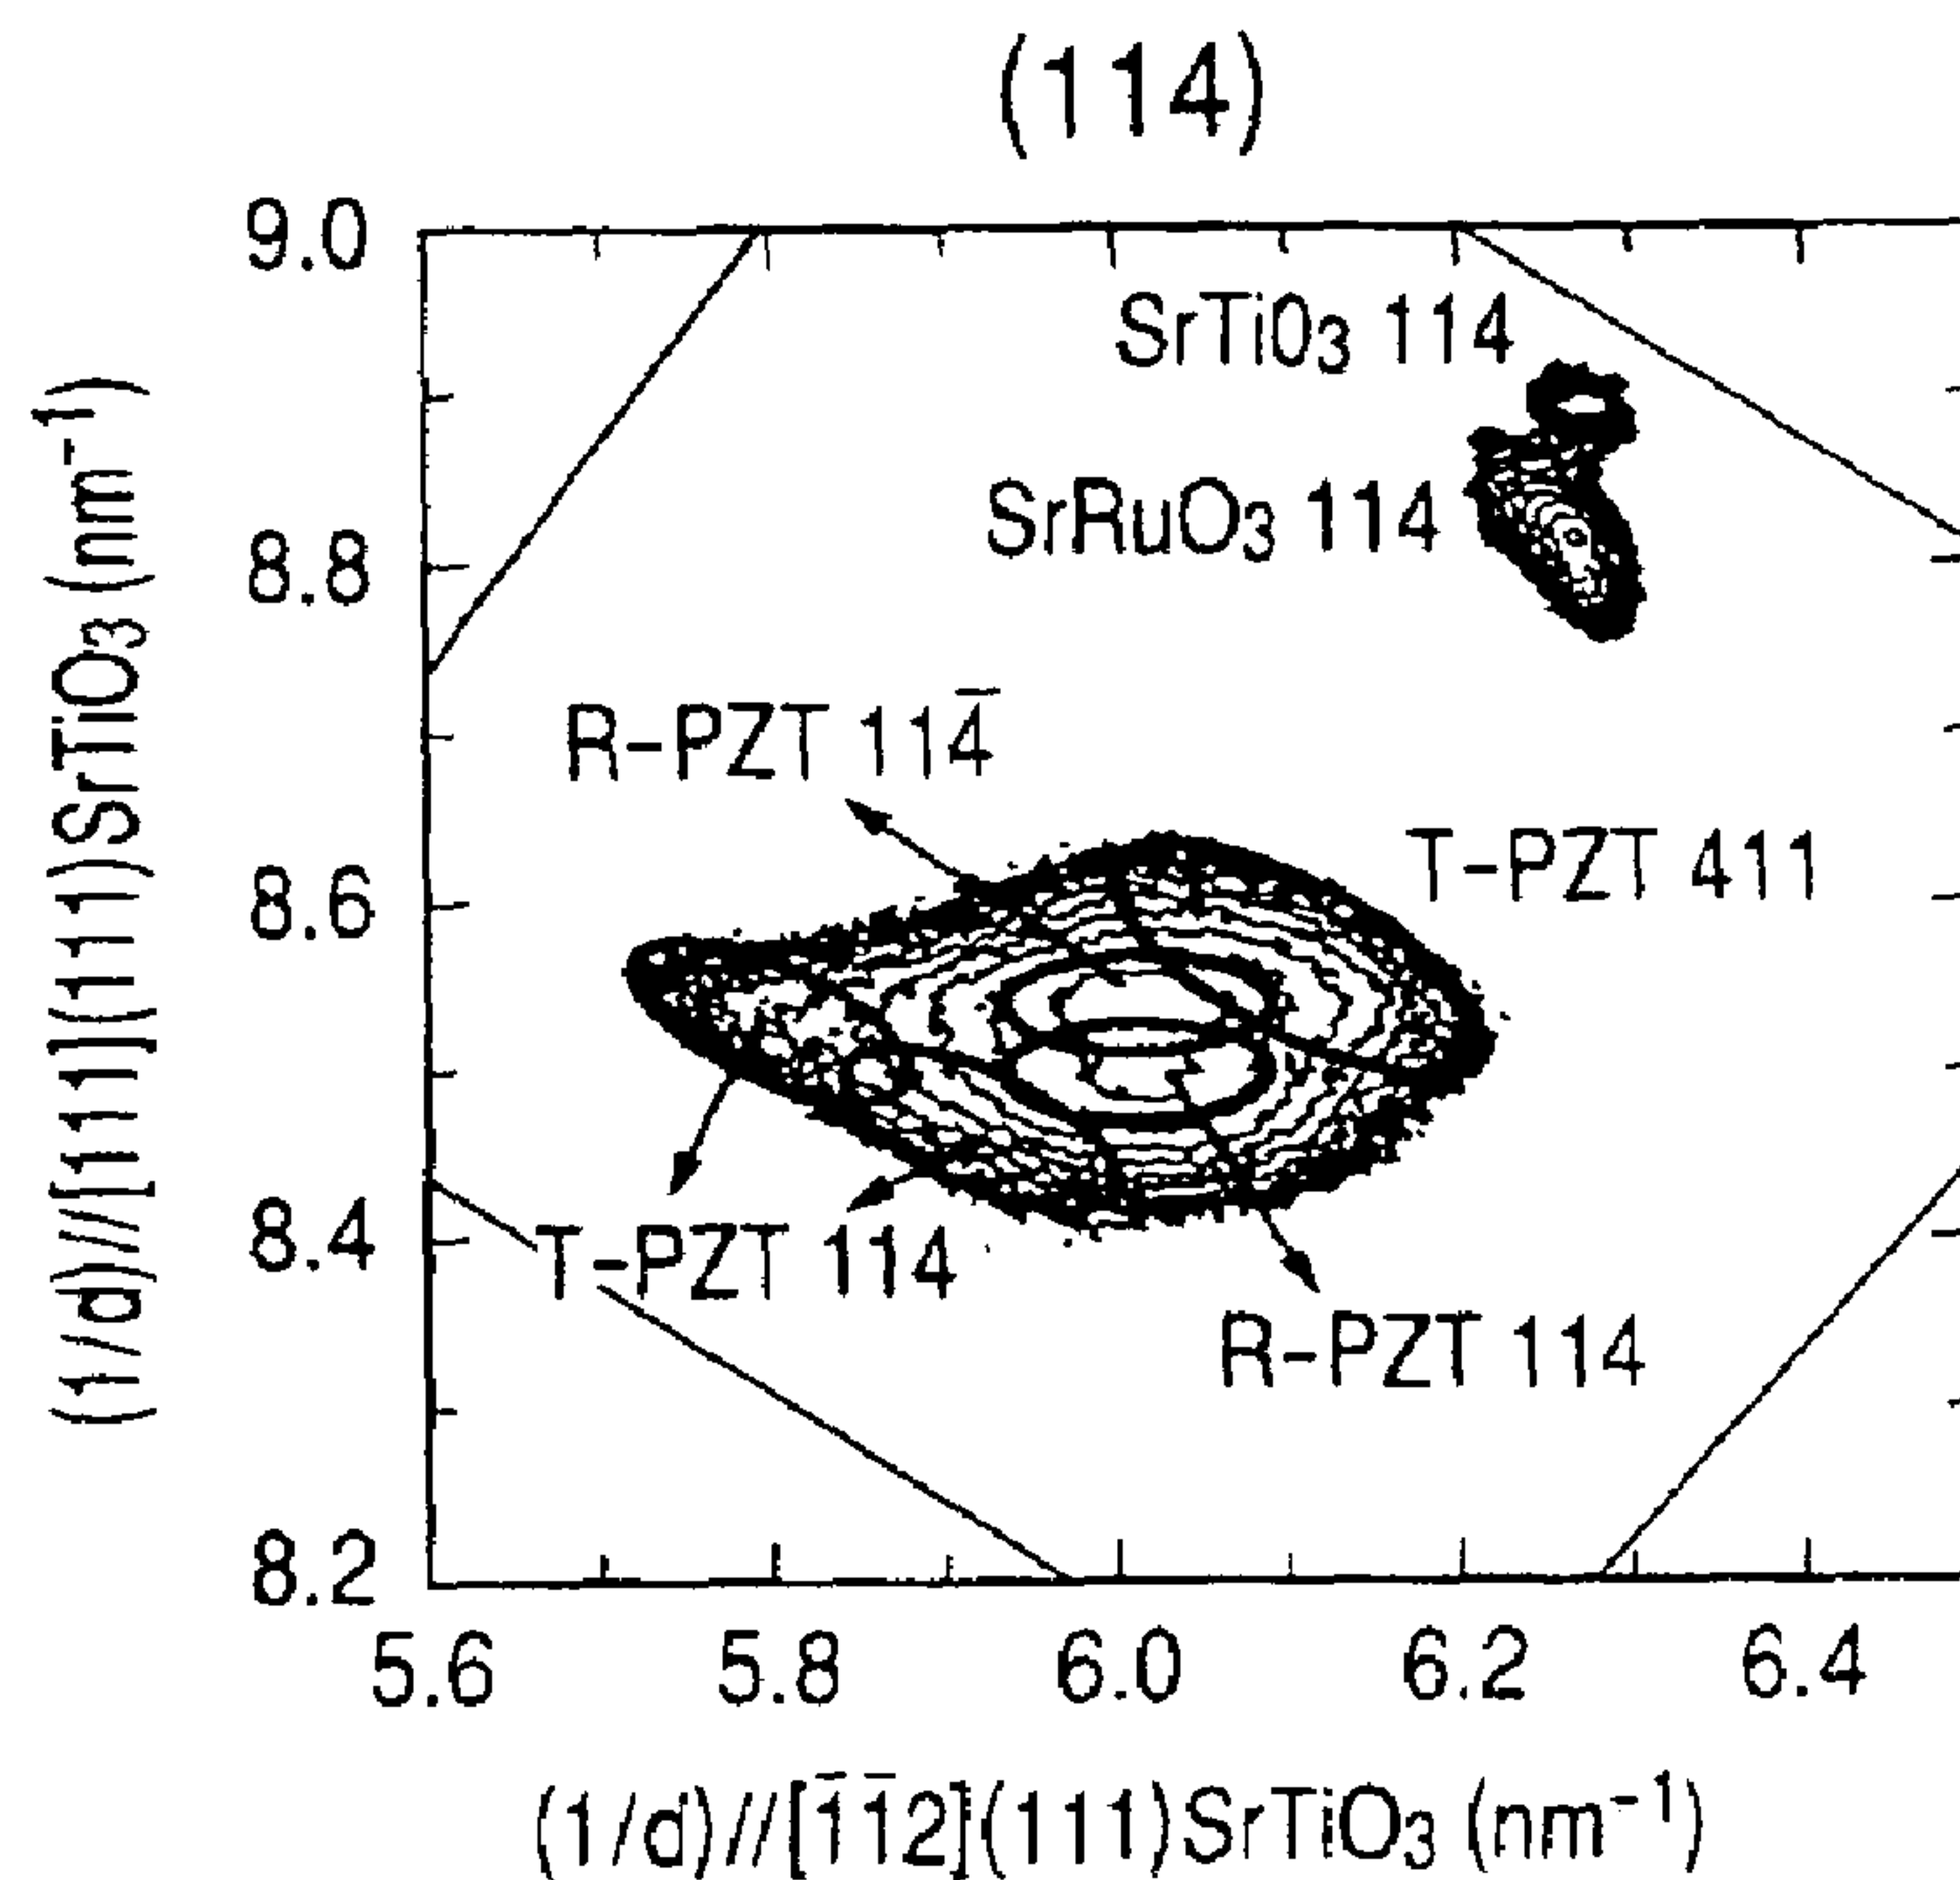 (114)
9.0
SrTiO₃ 114
SrRuO₃ 114
8.8
R-PZT 114̅
T-PZT 411
8.6
8.4
T-PZT 114
R-PZT 114
8.2
5.6 5.8 6.0 6.2 6.4
(1/d)//[1̅1̅2](111)SrTiO₃ (nm⁻¹)
(1/d)//[111](111)SrTiO₃ (nm⁻¹)